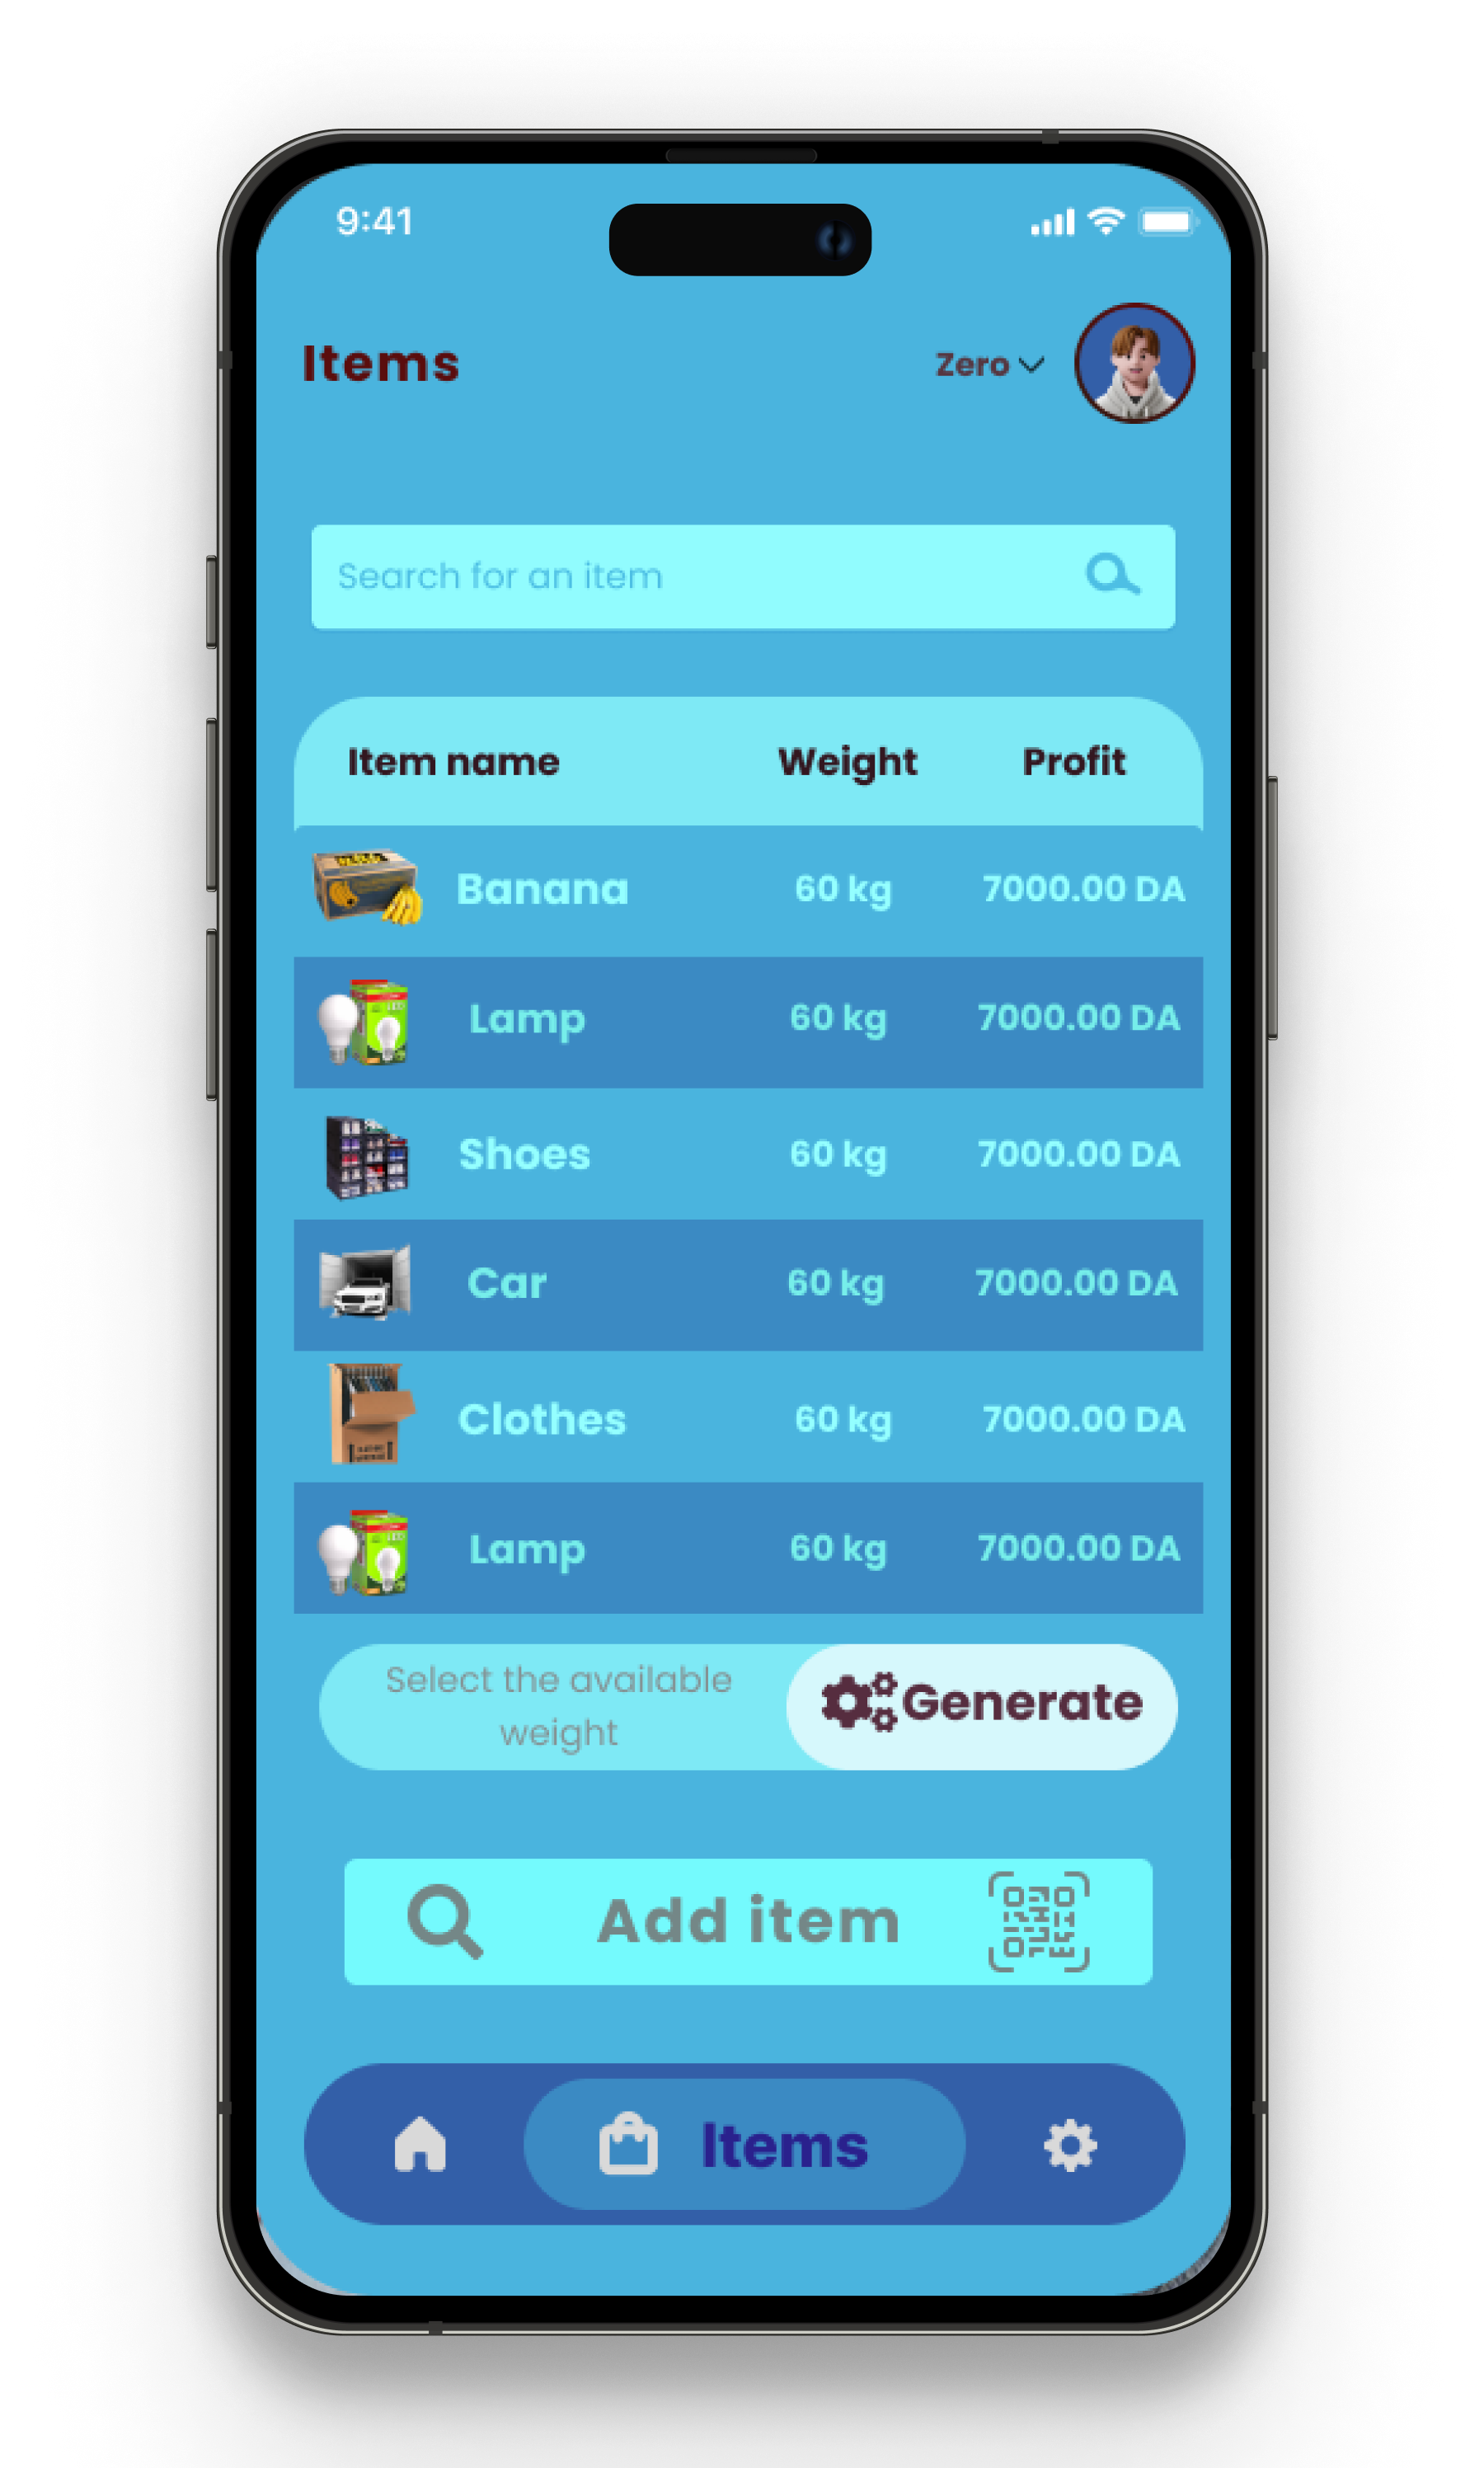 9:41
Items
Zero
Search for an item
Item name Weight Profit
Banana 60 kg 7000.00 DA
Lamp 60 kg 7000.00 DA
Shoes 60 kg 7000.00 DA
Car 60 kg 7000.00 DA
Clothes 60 kg 7000.00 DA
Lamp 60 kg 7000.00 DA
Select the available
weight
Generate
Add item
Items